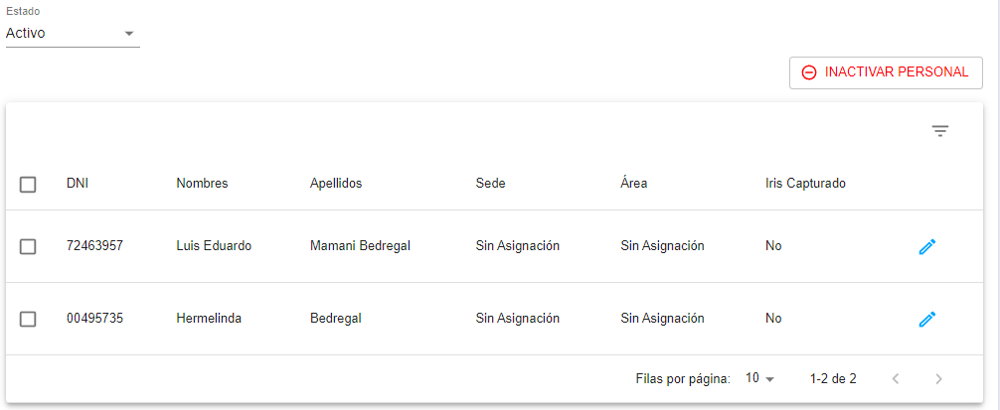 Estado
Activo
INACTIVAR PERSONAL
DNI Nombres Apellidos Sede Área Iris Capturado
72463957 Luis Eduardo Mamani Bedregal Sin Asignación Sin Asignación No
00495735 Hermelinda Bedregal Sin Asignación Sin Asignación No
Filas por página: 10 1-2 de 2